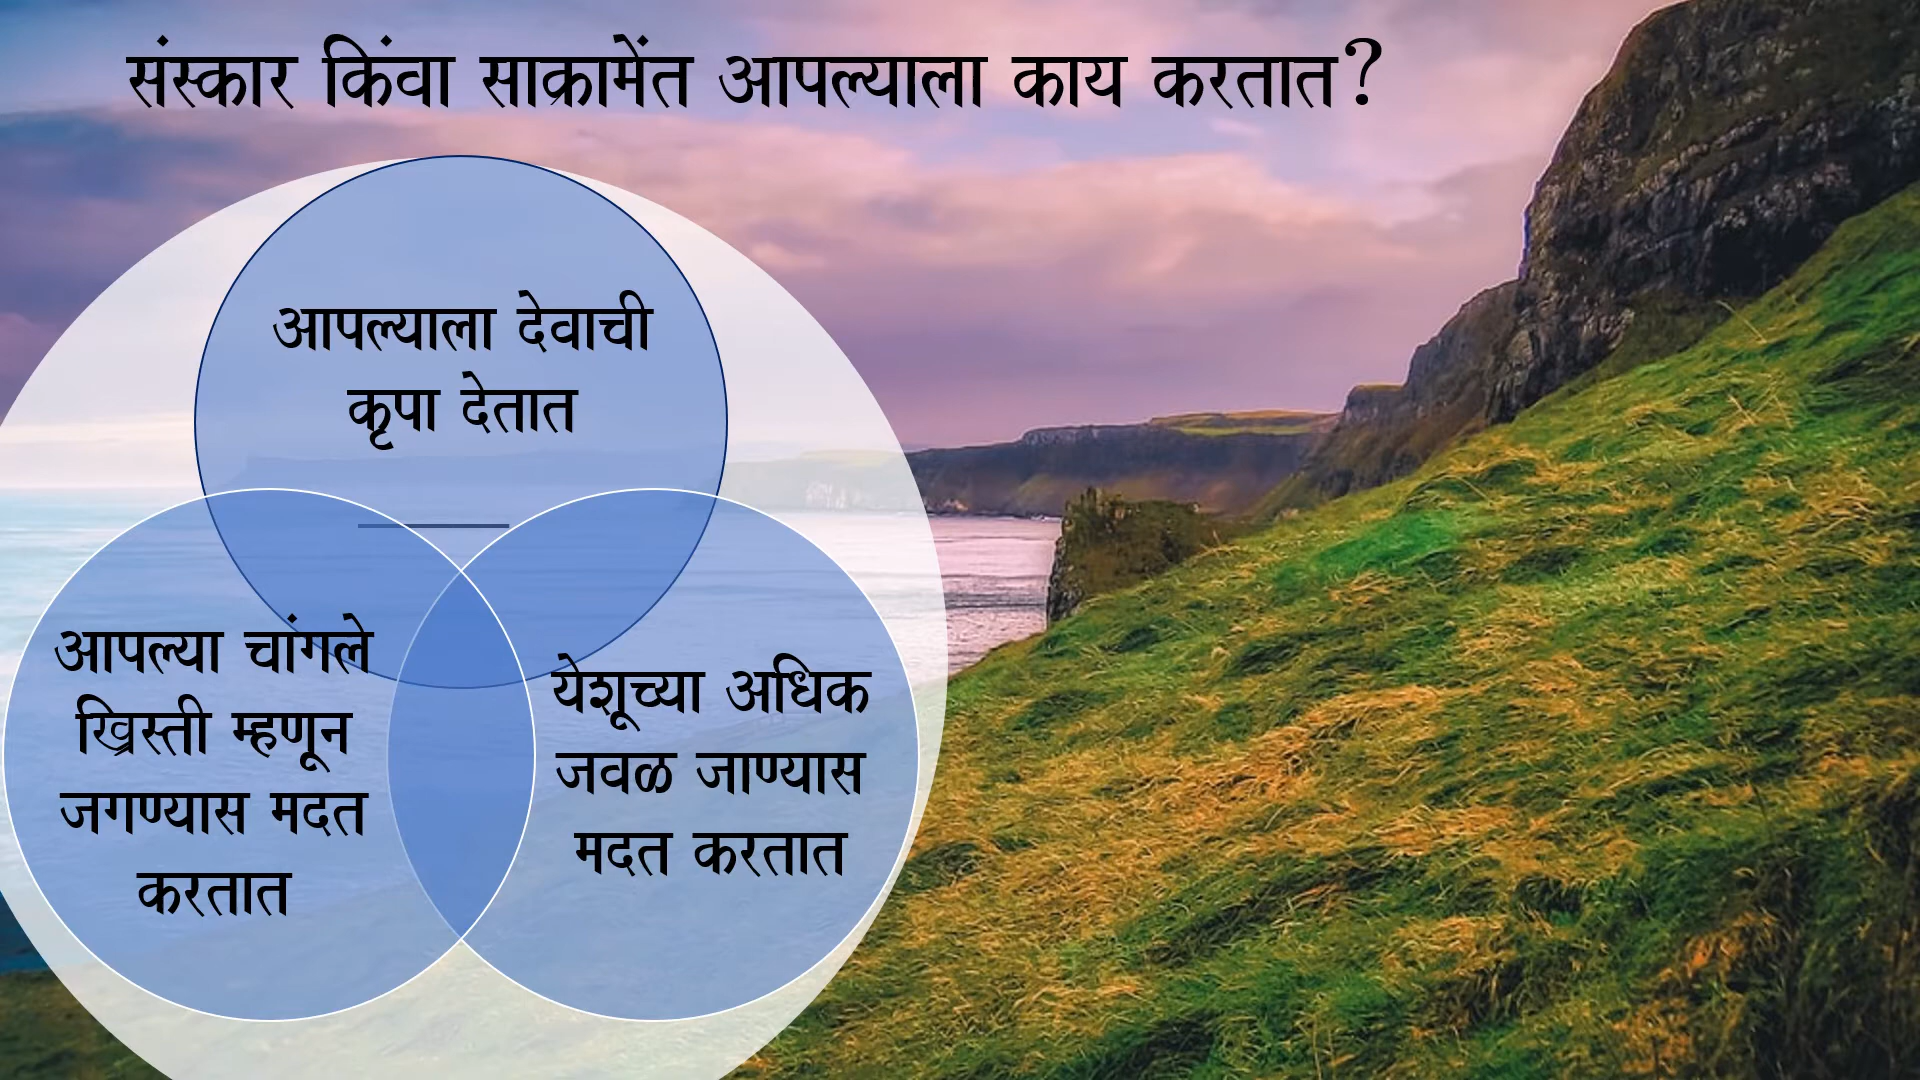 संस्कार किंवा साक्रामेंत आपल्याला काय करतात?
आपल्याला देवाची
कृपा देतात
आपल्या चांगले
ख्रिस्ती म्हणून
जगण्यास मदत
करतात
येशूच्या अधिक
जवळ जाण्यास
मदत करतात